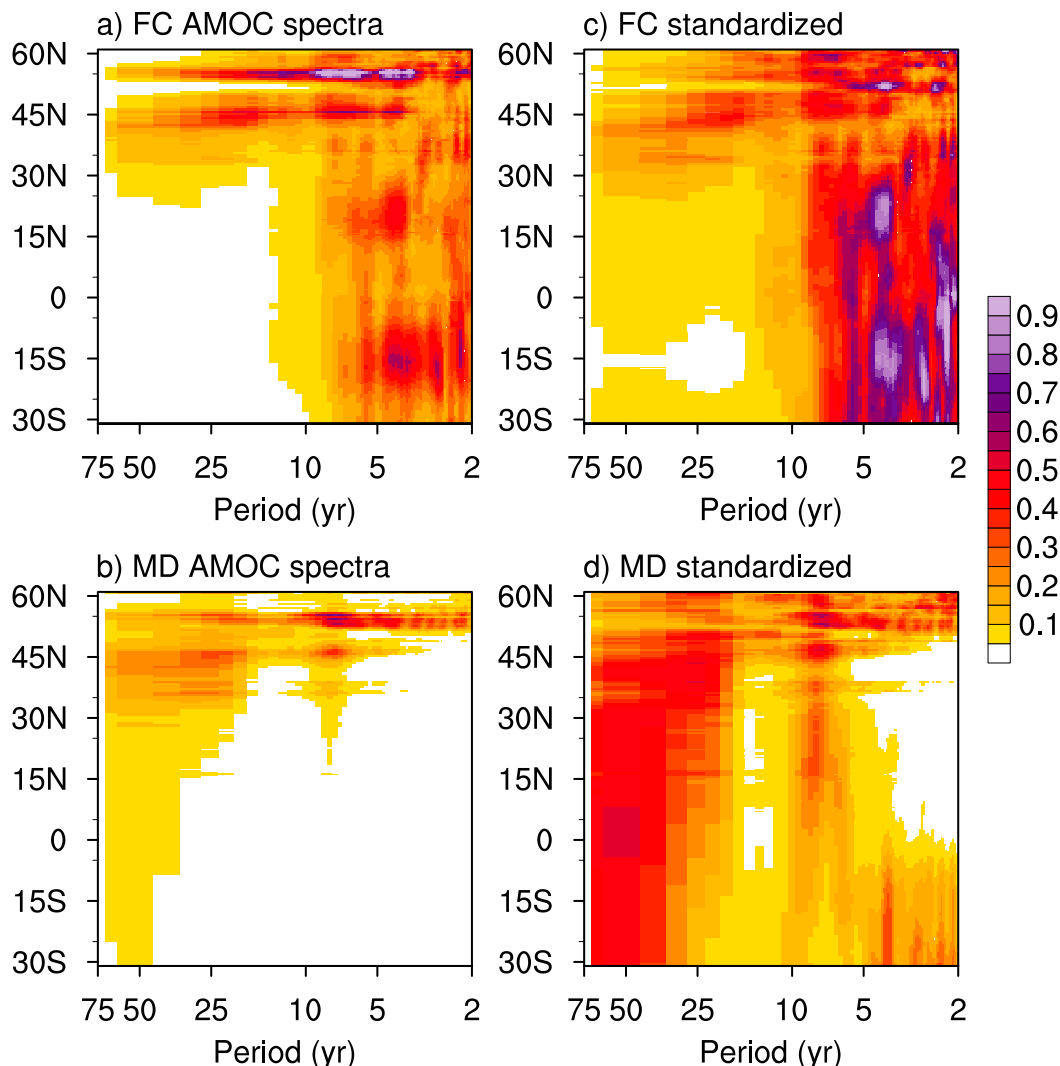 a) FC AMOC spectra
60N
45N
30N
15N
0
15S
30S
75 50 25 10 5 2
Period (yr)
c) FC standardized
60N
45N
30N
15N
0
15S
30S
75 50 25 10 5 2
Period (yr)
0.9
0.8
0.7
0.6
0.5
0.4
0.3
0.2
0.1
b) MD AMOC spectra
60N
45N
30N
15N
0
15S
30S
75 50 25 10 5 2
Period (yr)
d) MD standardized
60N
45N
30N
15N
0
15S
30S
75 50 25 10 5 2
Period (yr)